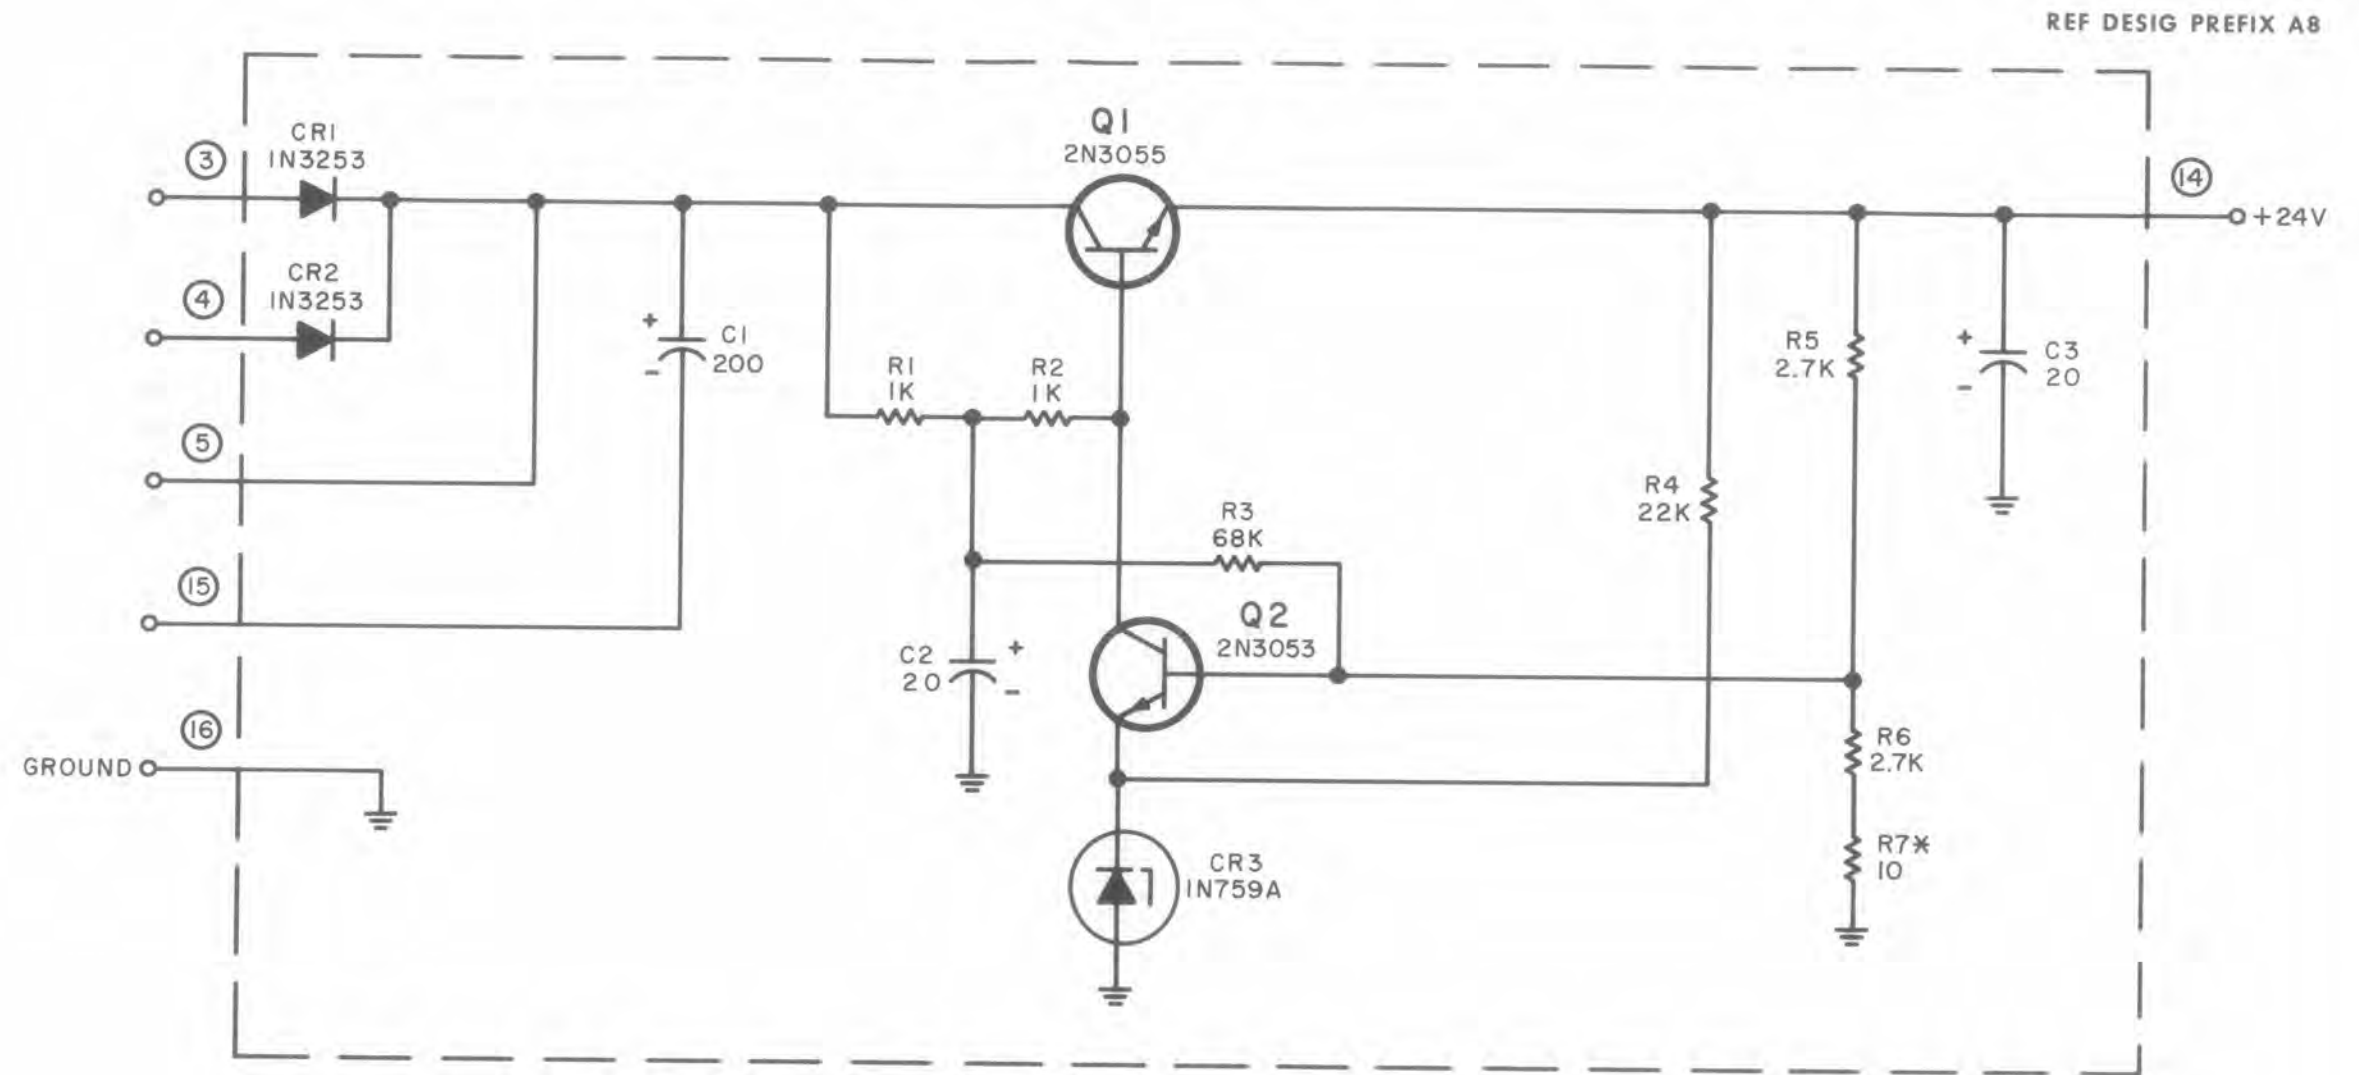 REF DESIG PREFIX A8
Q1
2N3055
CR1
1N3253
3
14
+24V
CR2
1N3253
4
+
C1
200
-
R1
1K
R2
1K
R5
2.7K
+
C3
20
-
5
R4
22K
R3
68K
15
Q2
2N3053
C2
20
+
-
16
GROUND
R6
2.7K
R7*
10
CR3
1N759A